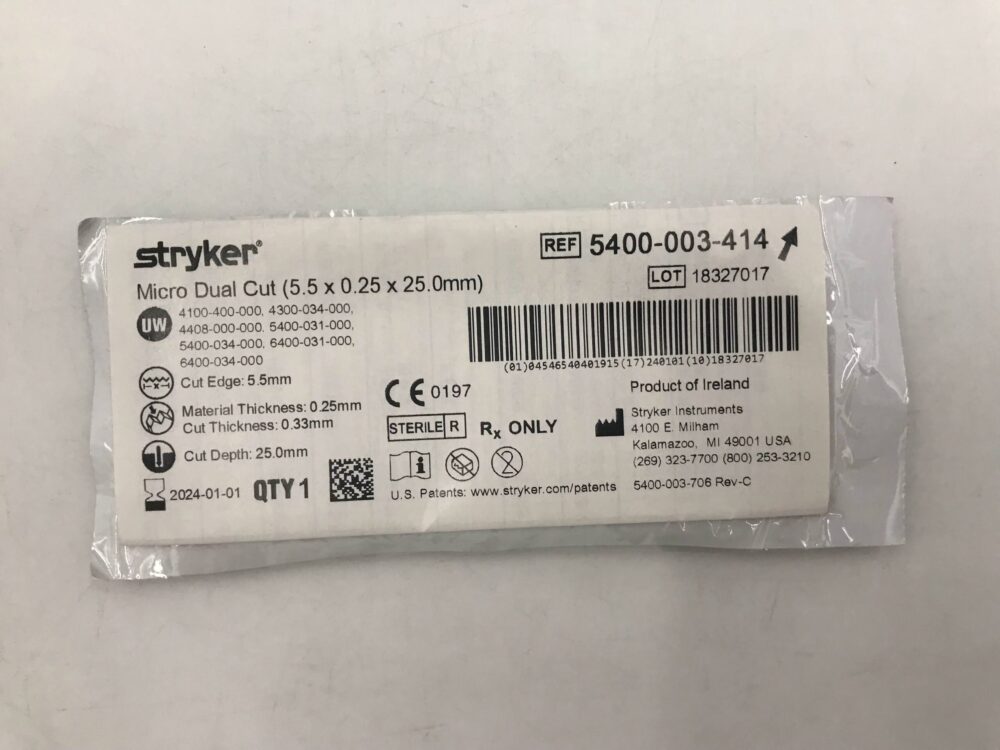 stryker®
REF 5400-003-414
LOT 18327017
Micro Dual Cut (5.5 x 0.25 x 25.0mm)
UW 4100-400-000, 4300-034-000,
4408-000-000, 5400-031-000,
5400-034-000, 6400-031-000,
6400-034-000
(01)04546540401915(17)240101(10)18327017
Cut Edge: 5.5mm
Material Thickness: 0.25mm
Cut Thickness: 0.33mm
Cut Depth: 25.0mm
2024-01-01 QTY 1
CE 0197
STERILE R Rx ONLY
i 2
U.S. Patents: www.stryker.com/patents
Product of Ireland
Stryker Instruments
4100 E. Milham
Kalamazoo, MI 49001 USA
(269) 323-7700 (800) 253-3210
5400-003-706 Rev-C